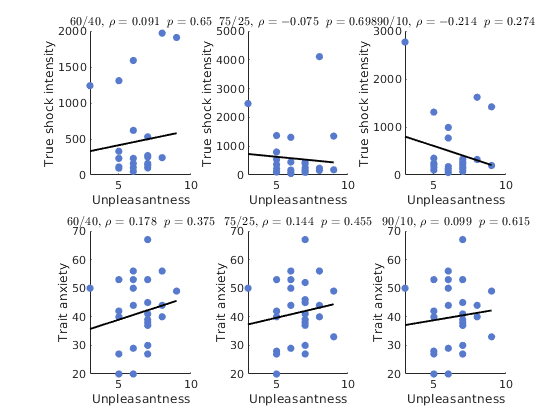 60/40, ρ = 0.091 p = 0.65
75/25, ρ = −0.075 p = 0.698
90/10, ρ = −0.214 p = 0.274
True shock intensity
2000
1500
1000
500
0
5
10
Unpleasantness
True shock intensity
5000
4000
3000
2000
1000
0
5
10
Unpleasantness
True shock intensity
3000
2000
1000
0
5
10
Unpleasantness
60/40, ρ = 0.178 p = 0.375
75/25, ρ = 0.144 p = 0.455
90/10, ρ = 0.099 p = 0.615
Trait anxiety
70
60
50
40
30
20
5
10
Unpleasantness
Trait anxiety
70
60
50
40
30
20
5
10
Unpleasantness
Trait anxiety
70
60
50
40
30
20
5
10
Unpleasantness